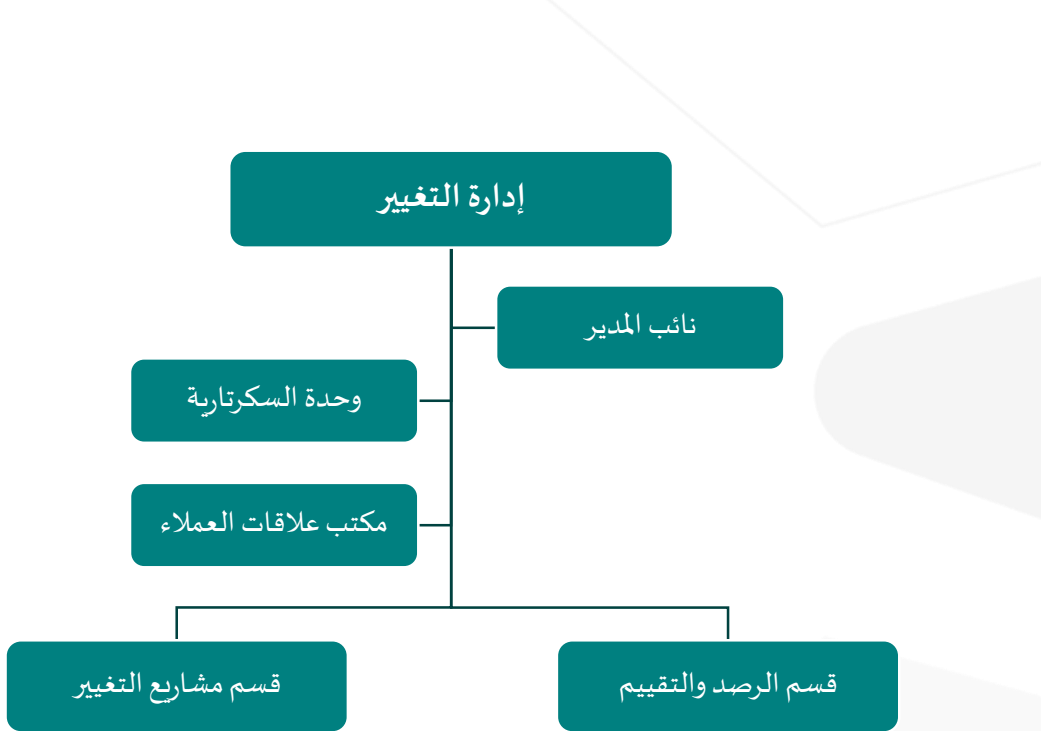 إدارة التغيير
نائب المدير
وحدة السكرتارية
مكتب علاقات العملاء
قسم الرصد والتقييم
قسم مشاريع التغيير